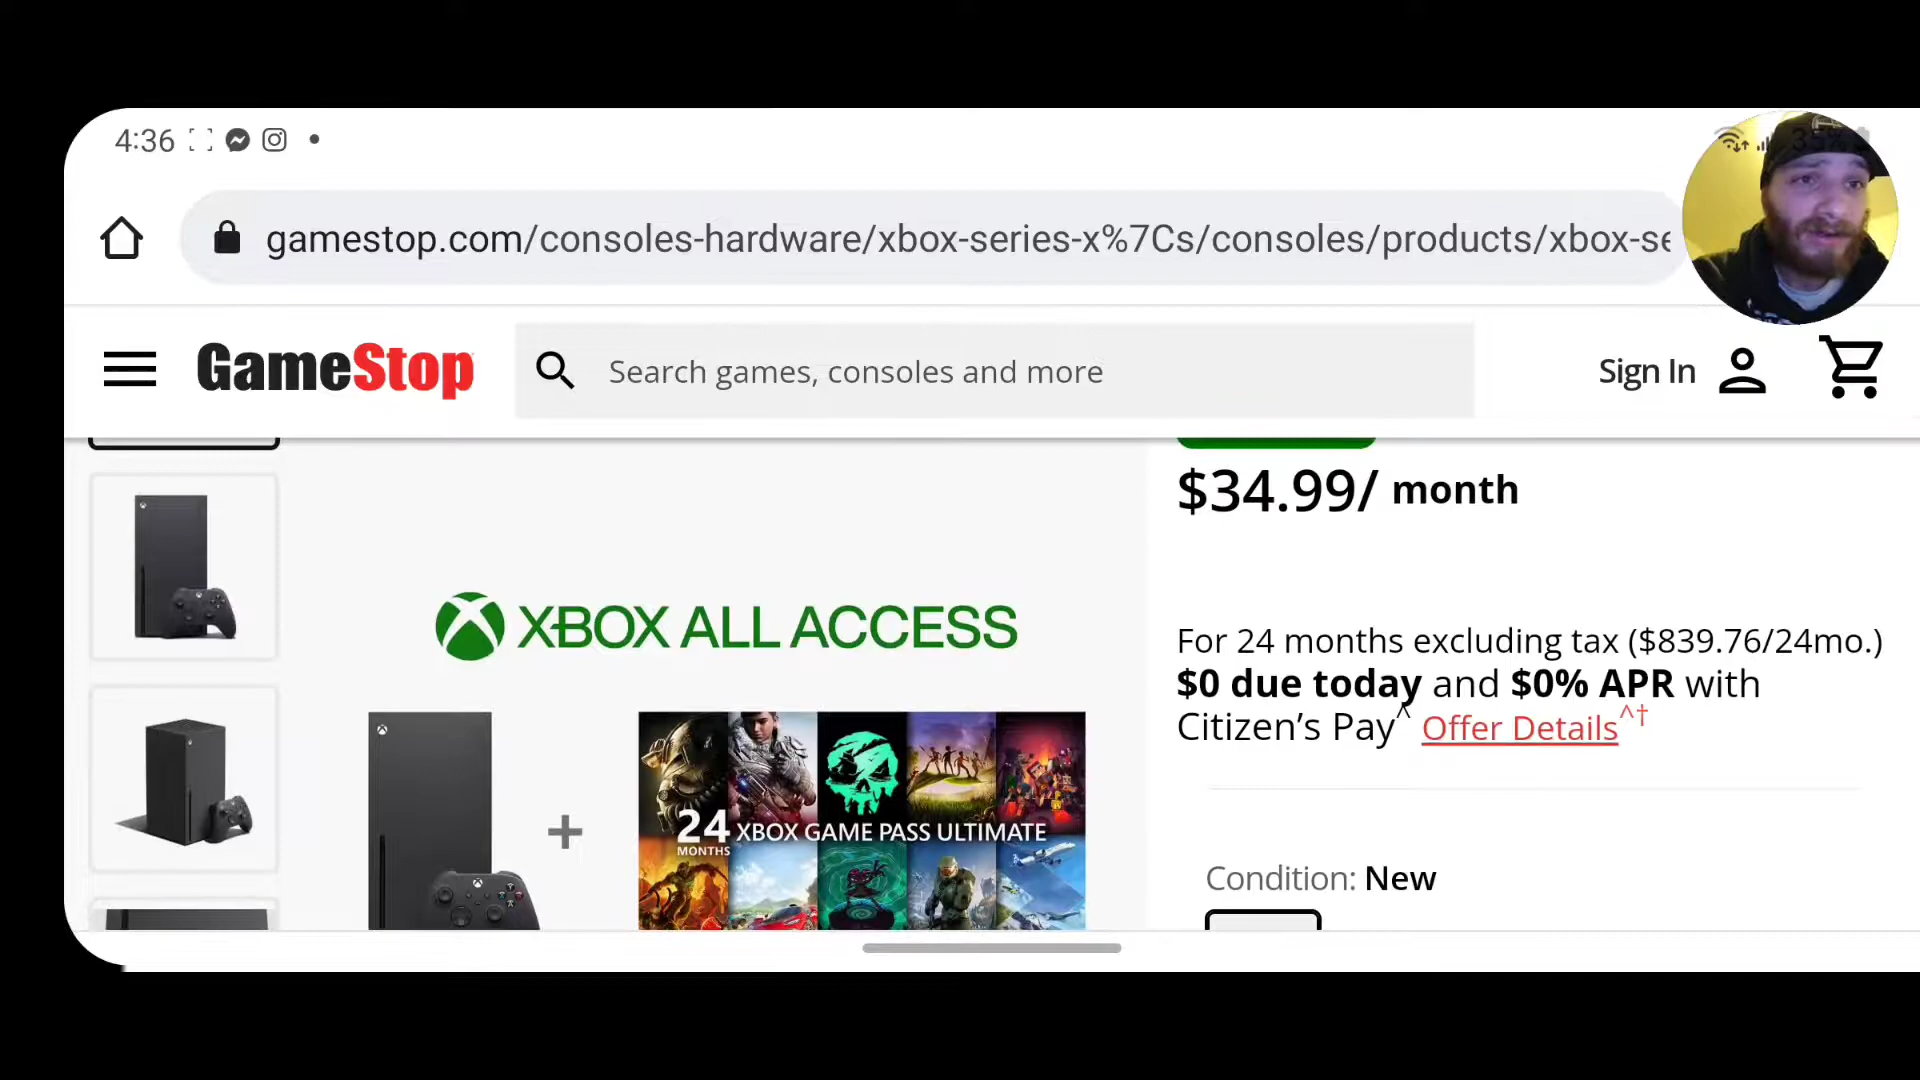 4:36
35%
gamestop.com/consoles-hardware/xbox-series-x%7Cs/consoles/products/xbox-se
GameStop
Search games, consoles and more
Sign In
$34.99/ month
XBOX ALL ACCESS
For 24 months excluding tax ($839.76/24mo.)
$0 due today and $0% APR with
Citizen’s Pay^ Offer Details^†
24 MONTHS XBOX GAME PASS ULTIMATE
Condition: New